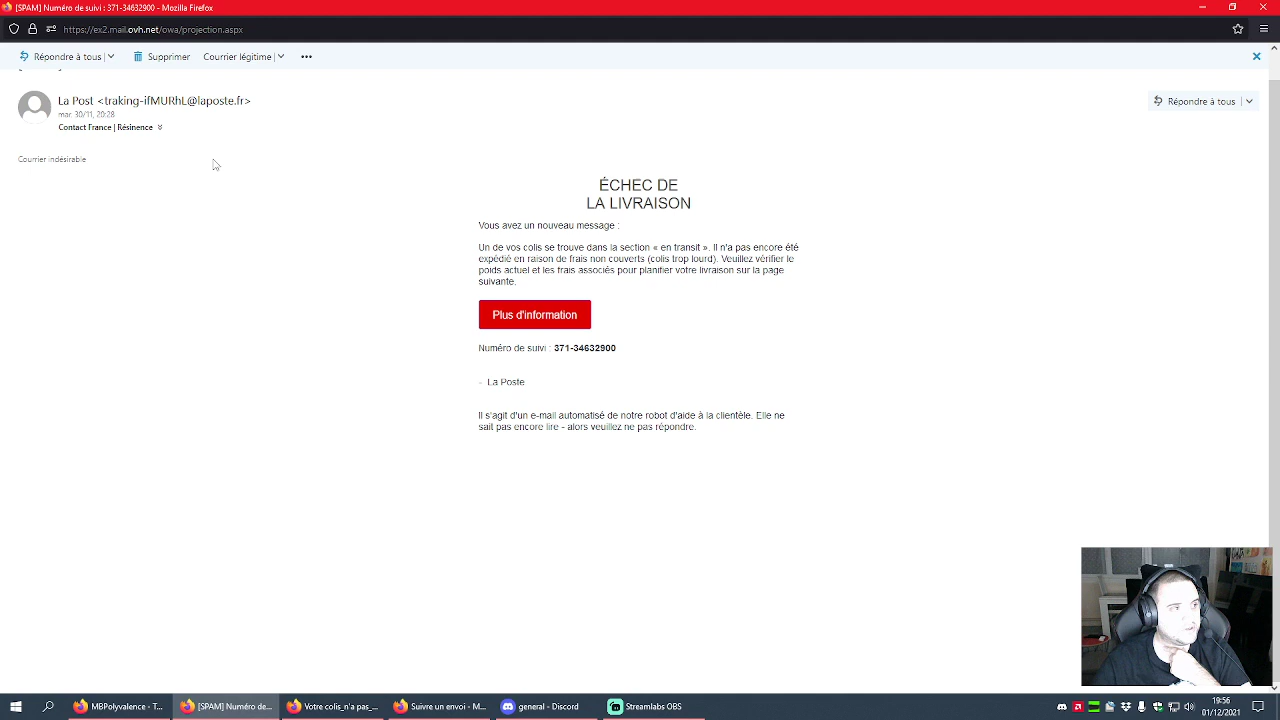 [SPAM] Numéro de suivi : 371-34632900 - Mozilla Firefox
https://ex2.mail.ovh.net/owa/projection.aspx
Répondre à tous
Supprimer
Courrier légitime
La Post <traking-ifMURhL@laposte.fr>
mar. 30/11, 20:28
Contact France | Résinence
Répondre à tous
Courrier indésirable
ÉCHEC DE
LA LIVRAISON
Vous avez un nouveau message :
Un de vos colis se trouve dans la section « en transit ». Il n'a pas encore été
expédié en raison de frais non couverts (colis trop lourd). Veuillez vérifier le
poids actuel et les frais associés pour planifier votre livraison sur la page
suivante.
Plus d'information
Numéro de suivi : 371-34632900
- La Poste
Il s'agit d'un e-mail automatisé de notre robot d'aide à la clientèle. Elle ne
sait pas encore lire - alors veuillez ne pas répondre.
MBPolyvalence - T...
[SPAM] Numéro de...
Votre colis_n'a pas_...
Suivre un envoi - M...
general - Discord
Streamlabs OBS
19:56
01/12/2021